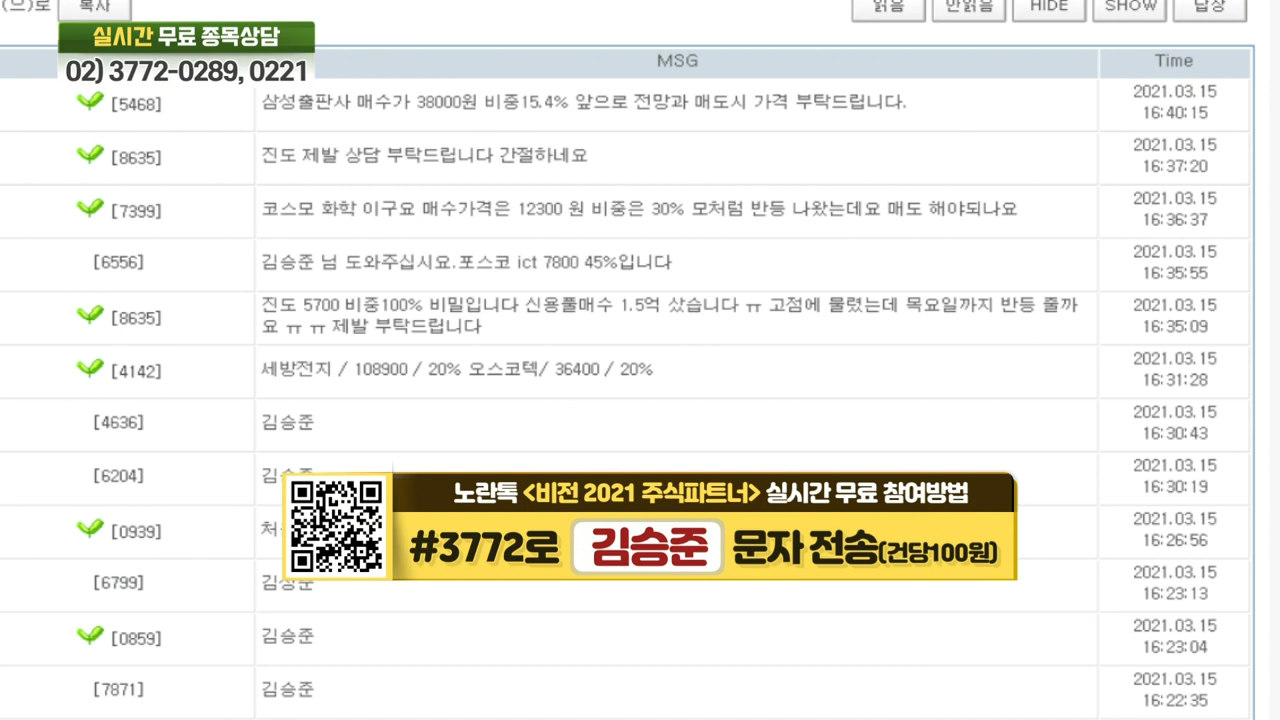 (으)로 복사 읽음 안읽음 HIDE SHOW 답장
실시간 무료 종목상담
02) 3772-0289, 0221
MSG Time
[5468] 삼성출판사 매수가 38000원 비중15.4% 앞으로 전망과 매도시 가격 부탁드립니다. 2021.03.15
16:40:15
[8635] 진도 제발 상담 부탁드립니다 간절하네요 2021.03.15
16:37:20
[7399] 코스모 화학 이구요 매수가격은 12300 원 비중은 30% 모처럼 반등 나왔는데요 매도 해야되나요 2021.03.15
16:36:37
[6556] 김승준 님 도와주십시요.포스코 ict 7800 45%입니다 2021.03.15
16:35:55
[8635] 진도 5700 비중100% 비밀입니다 신용풀매수 1.5억 샀습니다 ㅠ 고점에 물렸는데 목요일까지 반등 줄까
요 ㅠ ㅠ 제발 부탁드립니다 2021.03.15
16:35:09
[4142] 세방전지 / 108900 / 20% 오스코텍/ 36400 / 20% 2021.03.15
16:31:28
[4636] 김승준 2021.03.15
16:30:43
[6204] 2021.03.15
16:30:19
노란톡 <비전 2021 주식파트너> 실시간 무료 참여방법
#3772로 김승준 문자 전송(건당100원)
[0939] 2021.03.15
16:26:56
[6799] 김승준 2021.03.15
16:23:13
[0859] 김승준 2021.03.15
16:23:04
[7871] 김승준 2021.03.15
16:22:35